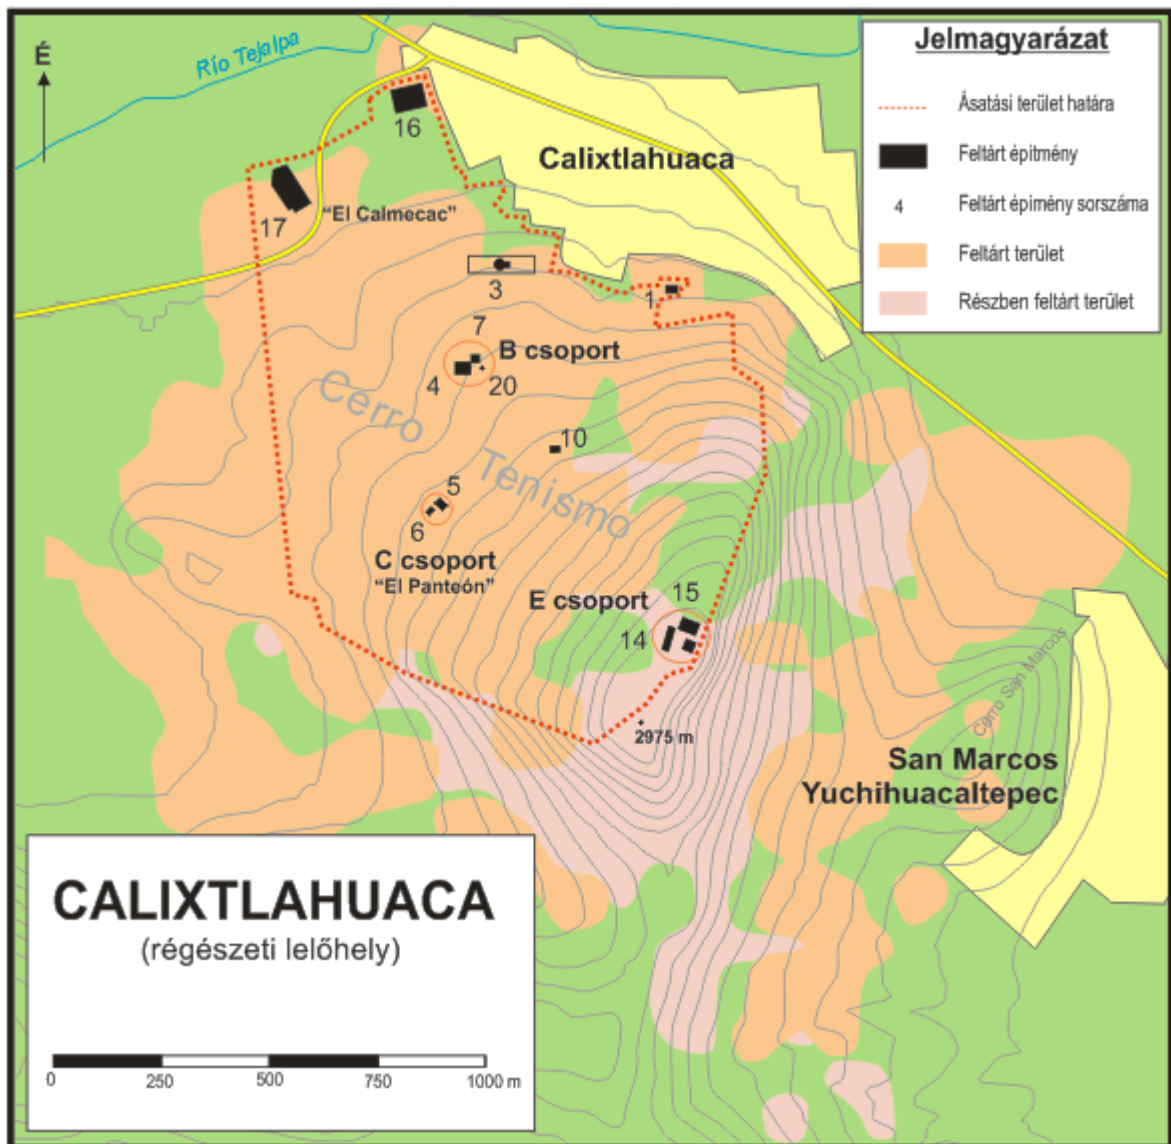 É
Río Tejalpa
16
Calixtlahuaca
17
"El Calmecac"
3
1
7
B csoport
4
20
Cerro Tenismo
10
5
6
C csoport
"El Panteón"
E csoport
15
14
2975 m
Cerro San Marcos
San Marcos
Yuchihuacaltepec
Jelmagyarázat
Ásatási terület határa
Feltárt építmény
4
Feltárt épimény sorszáma
Feltárt terület
Részben feltárt terület
CALIXTLAHUACA
(régészeti lelőhely)
0 250 500 750 1000 m